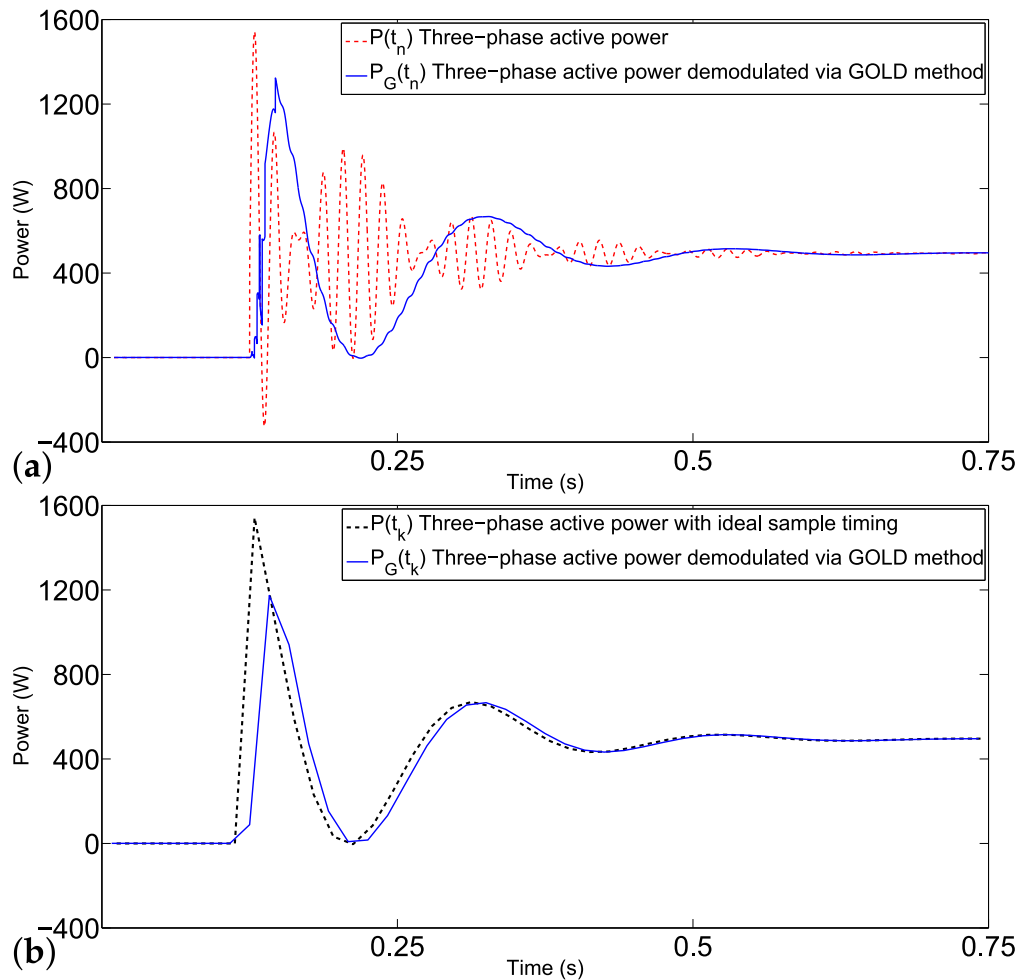 1600
P(t_n) Three-phase active power
P_G(t_n) Three-phase active power demodulated via GOLD method
1200
800
400
0
-400
Power (W)
0.25
0.5
0.75
Time (s)
(a)
1600
P(t_k) Three-phase active power with ideal sample timing
P_G(t_k) Three-phase active power demodulated via GOLD method
1200
800
400
0
-400
Power (W)
0.25
0.5
0.75
Time (s)
(b)